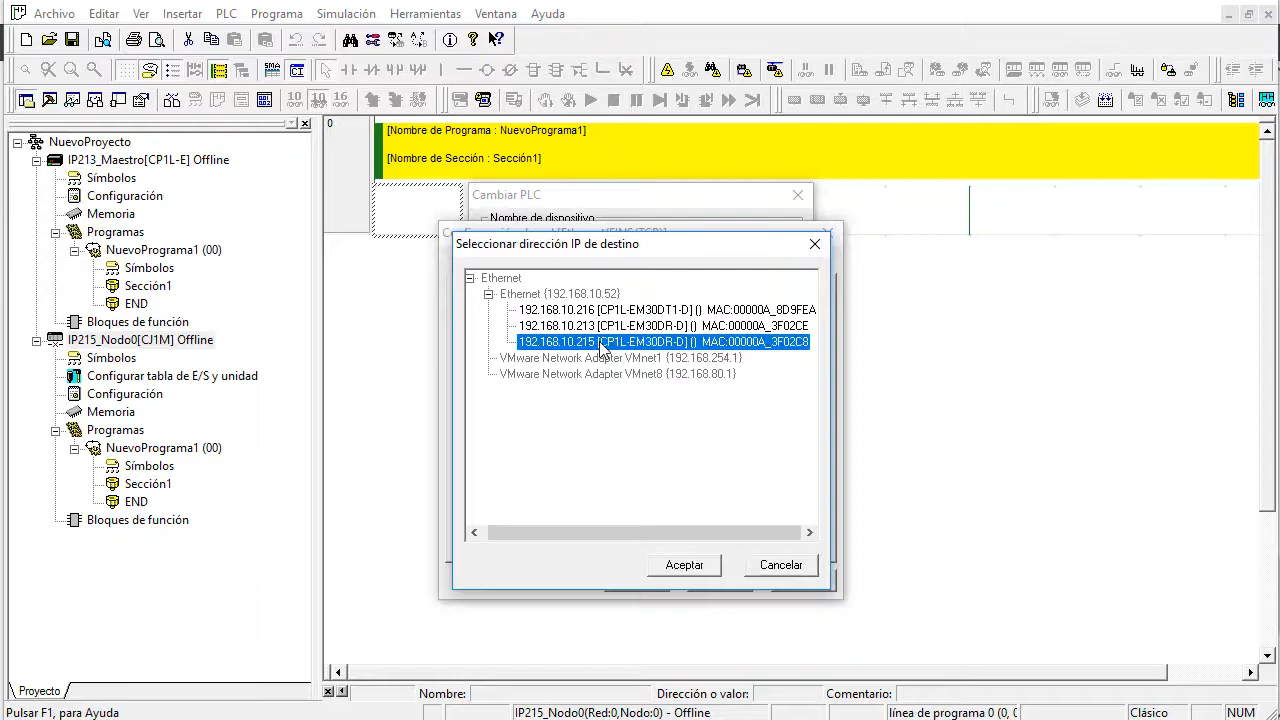 Archivo Editar Ver Insertar PLC Programa Simulación Herramientas Ventana Ayuda
10 10 16
NuevoProyecto
IP213_Maestro[CP1L-E] Offline
Símbolos
Configuración
Memoria
Programas
NuevoPrograma1 (00)
Símbolos
Sección1
END
Bloques de función
IP215_Nodo0[CJ1M] Offline
Símbolos
Configurar tabla de E/S y unidad
Configuración
Memoria
Programas
NuevoPrograma1 (00)
Símbolos
Sección1
END
Bloques de función
Proyecto
0
[Nombre de Programa : NuevoPrograma1]
[Nombre de Sección : Sección1]
Cambiar PLC
Nombre de dispositivo
Seleccionar dirección IP de destino
Ethernet
Ethernet {192.168.10.52}
192.168.10.216 [CP1L-EM30DT1-D] () MAC:00000A_8D9FEA
192.168.10.213 [CP1L-EM30DR-D] () MAC:00000A_3F02CE
192.168.10.215 [CP1L-EM30DR-D] () MAC:00000A_3F02C8
VMware Network Adapter VMnet1 {192.168.254.1}
VMware Network Adapter VMnet8 {192.168.80.1}
Aceptar Cancelar
Nombre: Dirección o valor: Comentario:
Pulsar F1, para Ayuda IP215_Nodo0(Red:0,Nodo:0) - Offline línea de programa 0 (0, 0 Clásico NUM